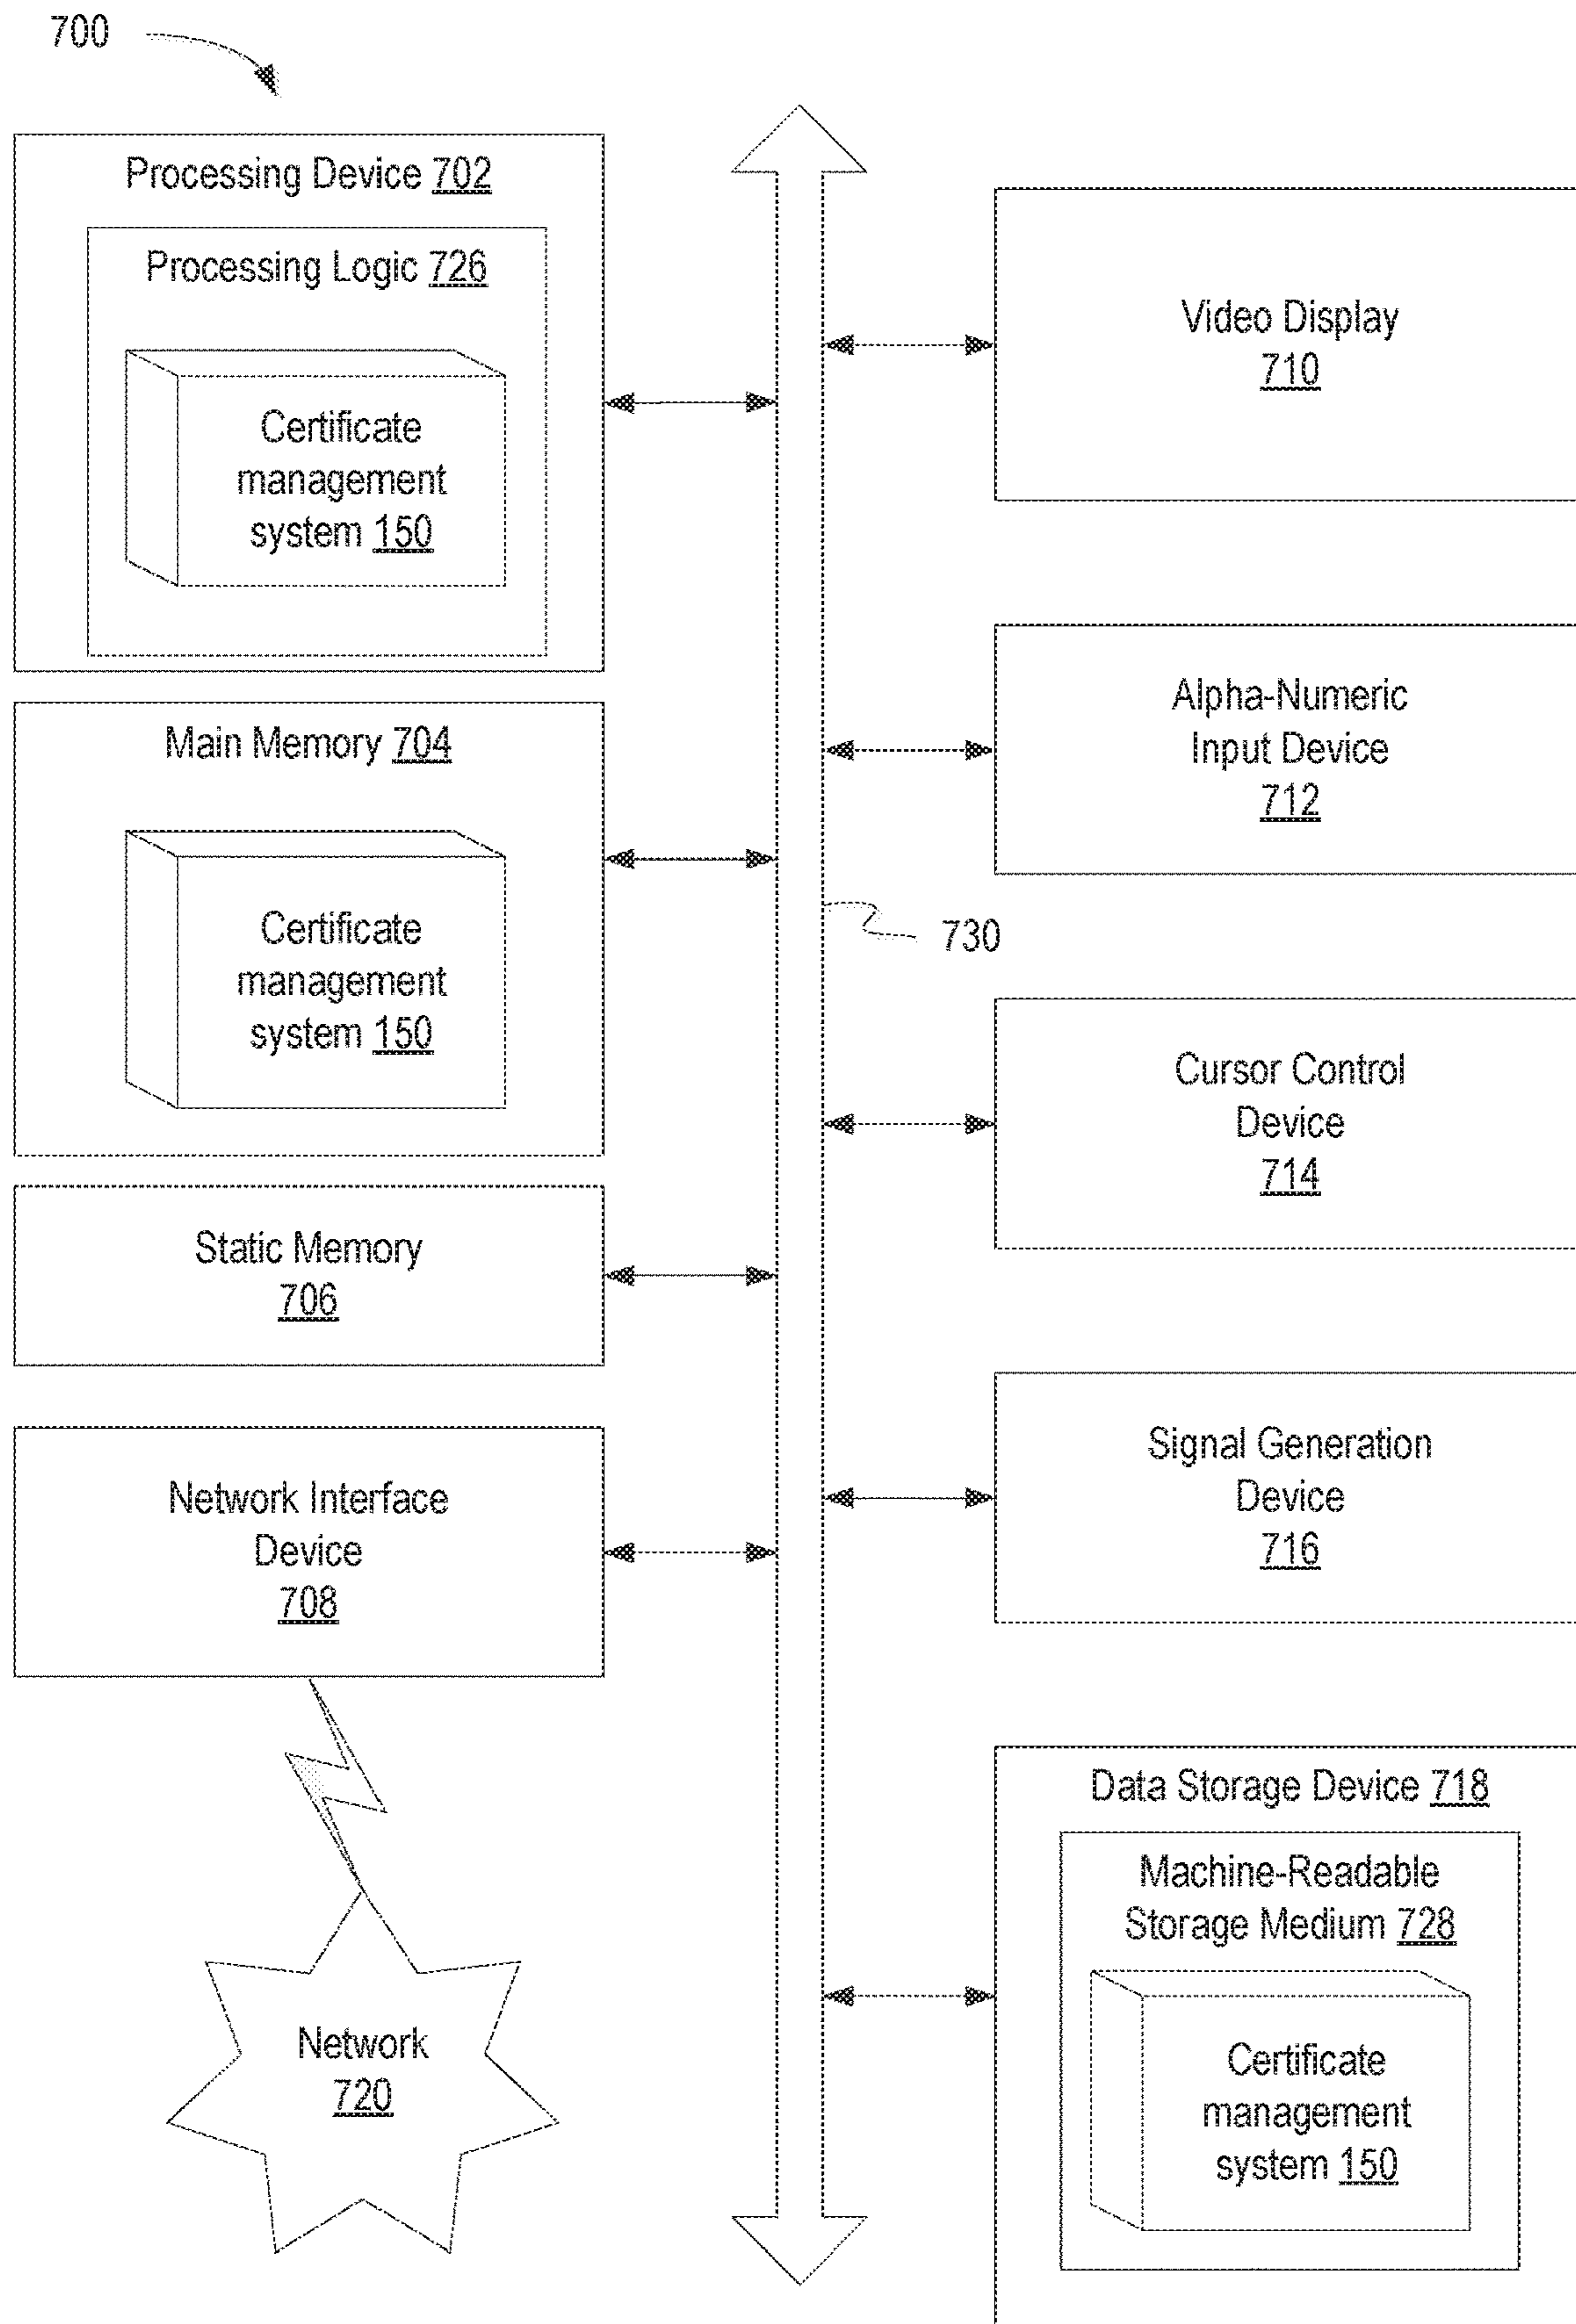 700
Processing Device 702
Processing Logic 726
Certificate
management
system 150
Main Memory 704
Certificate
management
system 150
Static Memory
706
Network Interface
Device
708
Network
720
Video Display
710
Alpha-Numeric
Input Device
712
730
Cursor Control
Device
714
Signal Generation
Device
716
Data Storage Device 718
Machine-Readable
Storage Medium 728
Certificate
management
system 150